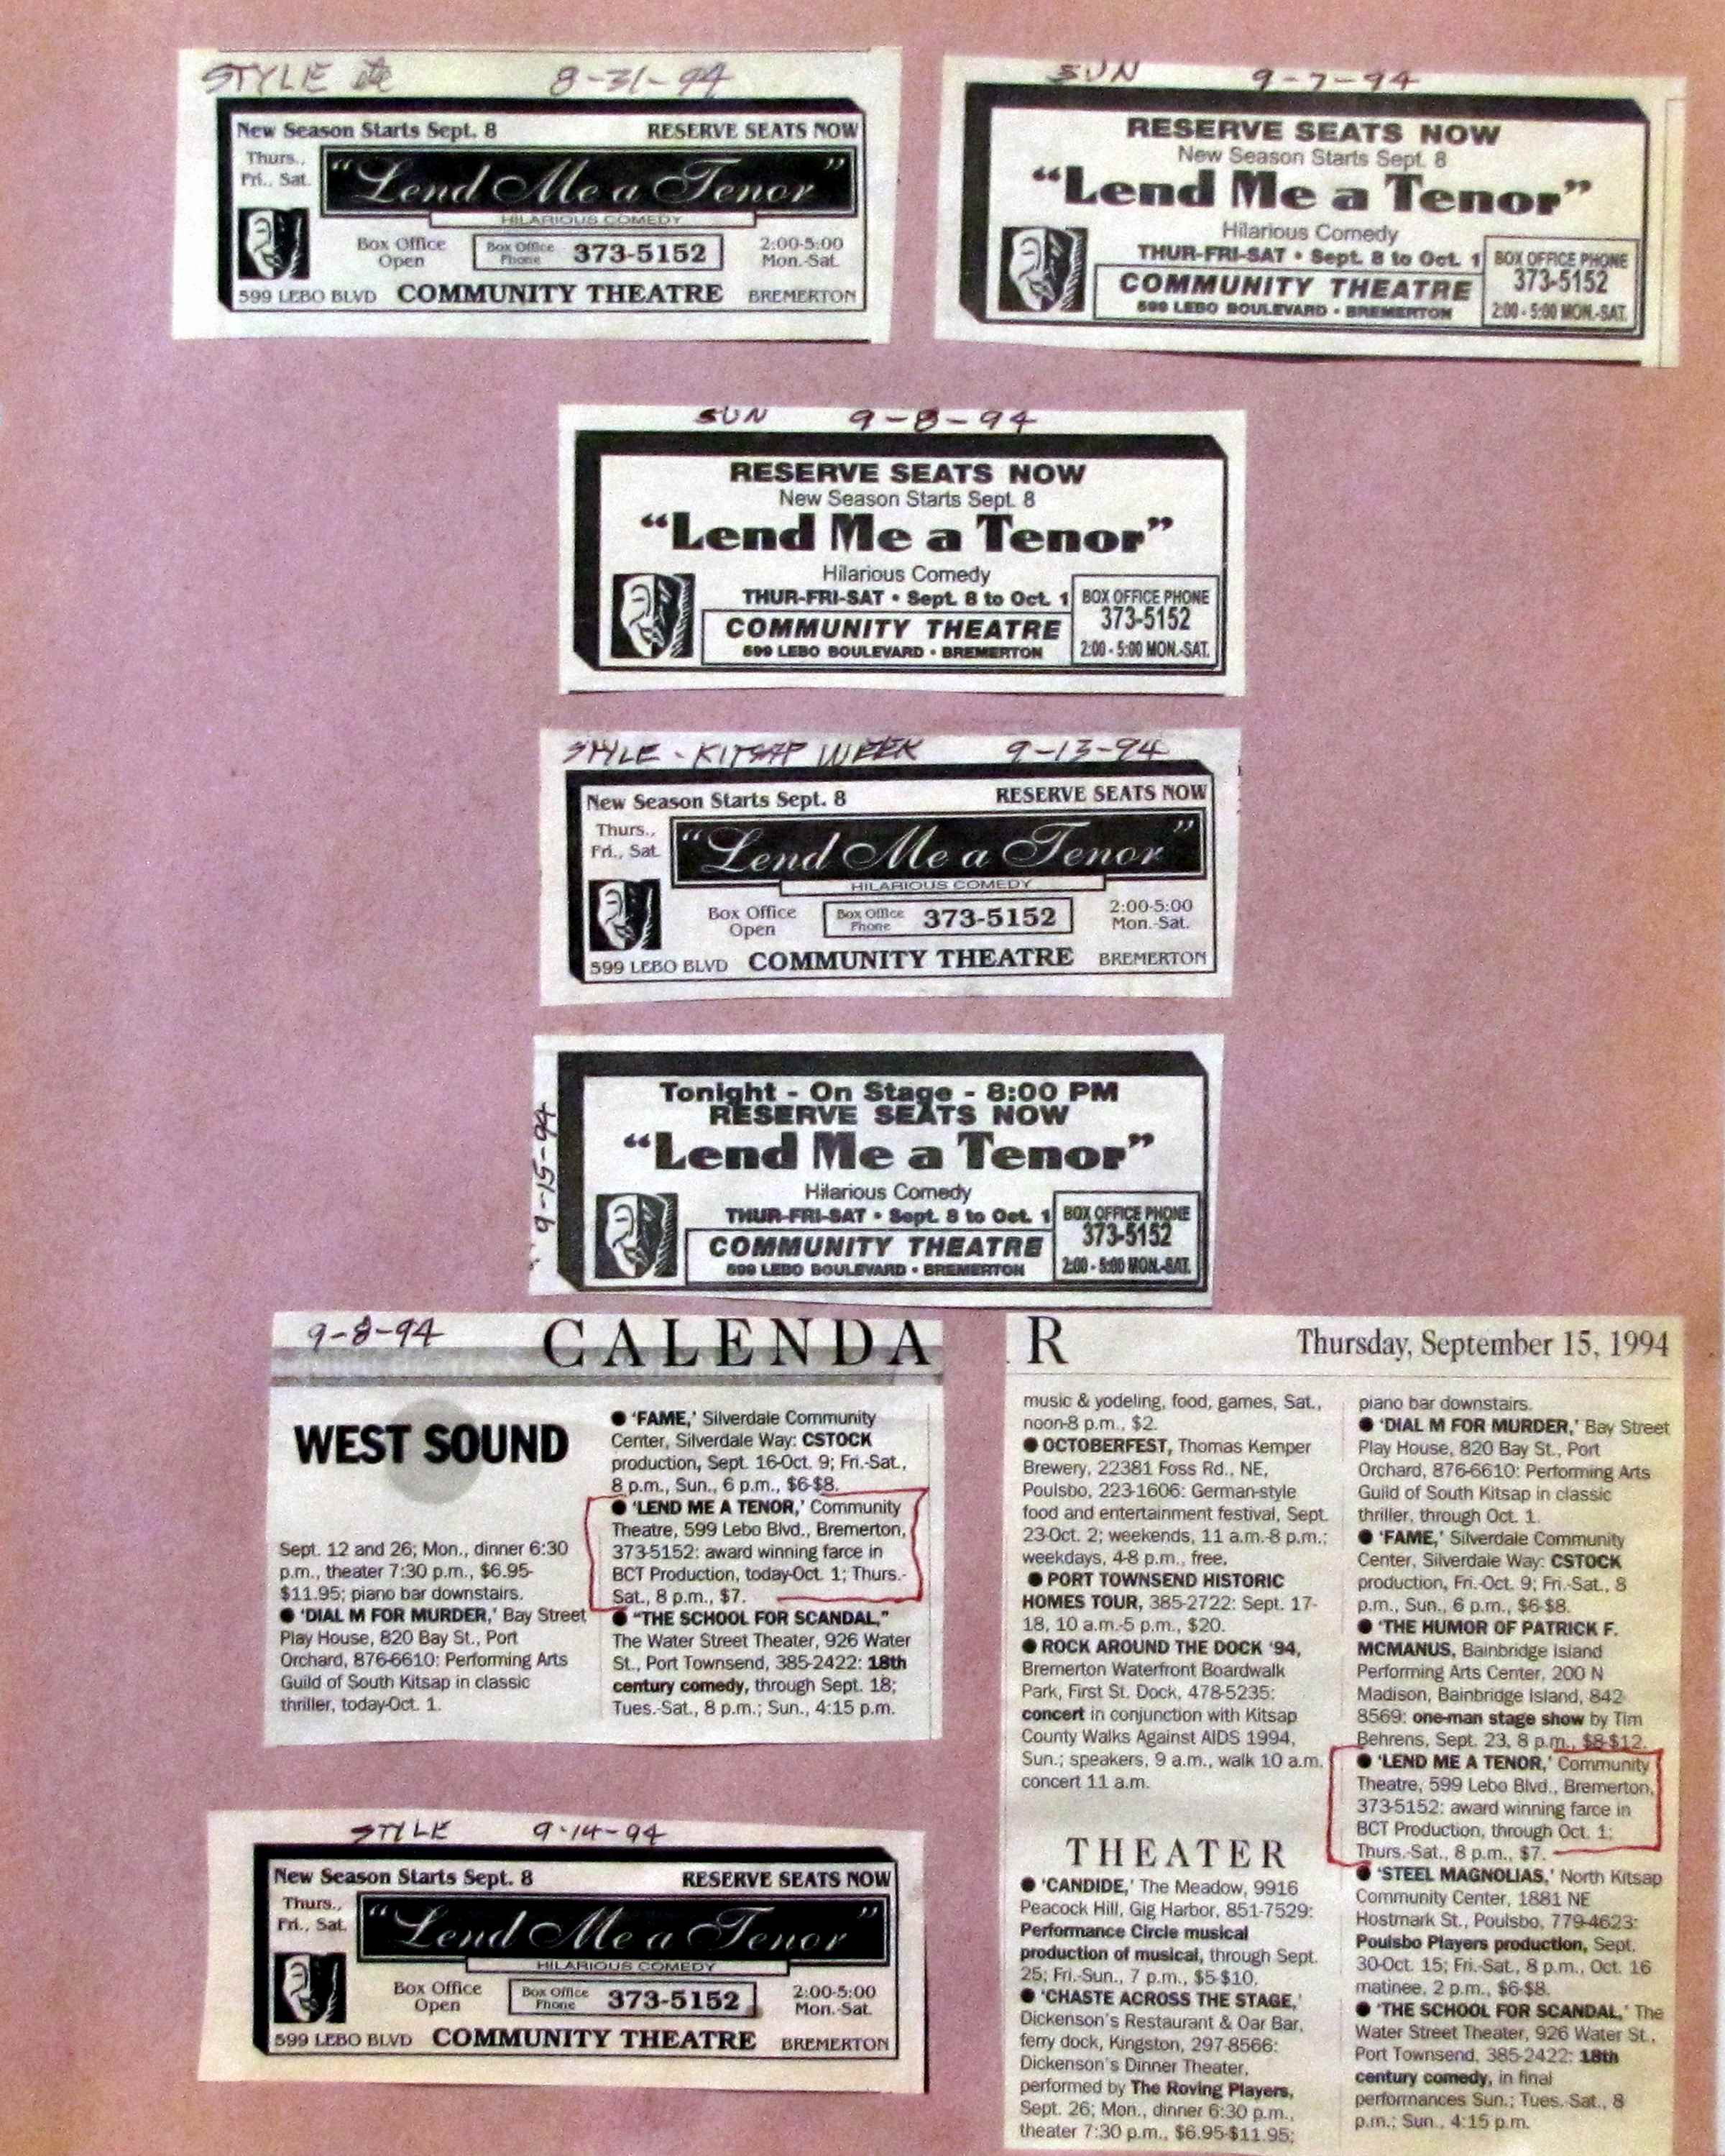 STYLE 8-31-94
New Season Starts Sept. 8 RESERVE SEATS NOW
Thurs.,
Fri., Sat.
"Lend Me a Tenor"
HILARIOUS COMEDY
Box Office
Open
Box Office
Phone
373-5152
2:00-5:00
Mon.-Sat.
599 LEBO BLVD COMMUNITY THEATRE BREMERTON
SUN 9-7-94
RESERVE SEATS NOW
New Season Starts Sept. 8
“Lend Me a Tenor”
Hilarious Comedy
THUR-FRI-SAT • Sept. 8 to Oct. 1
COMMUNITY THEATRE
599 LEBO BOULEVARD • BREMERTON
BOX OFFICE PHONE
373-5152
2:00 - 5:00 MON.-SAT.
SUN 9-8-94
RESERVE SEATS NOW
New Season Starts Sept. 8
“Lend Me a Tenor”
Hilarious Comedy
THUR-FRI-SAT • Sept. 8 to Oct. 1
COMMUNITY THEATRE
599 LEBO BOULEVARD • BREMERTON
BOX OFFICE PHONE
373-5152
2:00 - 5:00 MON.-SAT.
STYLE - KITSAP WEEK 9-13-94
New Season Starts Sept. 8 RESERVE SEATS NOW
Thurs.,
Fri., Sat.
"Lend Me a Tenor"
HILARIOUS COMEDY
Box Office
Open
Box Office
Phone
373-5152
2:00-5:00
Mon.-Sat.
599 LEBO BLVD COMMUNITY THEATRE BREMERTON
9-15-94
Tonight - On Stage - 8:00 PM
RESERVE SEATS NOW
“Lend Me a Tenor”
Hilarious Comedy
THUR-FRI-SAT • Sept. 8 to Oct. 1
COMMUNITY THEATRE
599 LEBO BOULEVARD • BREMERTON
BOX OFFICE PHONE
373-5152
2:00 - 5:00 MON.-SAT.
9-8-94 CALENDA
WEST SOUND
Sept. 12 and 26; Mon., dinner 6:30
p.m., theater 7:30 p.m., $6.95-
$11.95; piano bar downstairs.
● 'DIAL M FOR MURDER,' Bay Street
Play House, 820 Bay St., Port
Orchard, 876-6610: Performing Arts
Guild of South Kitsap in classic
thriller, today-Oct. 1.
● 'FAME,' Silverdale Community
Center, Silverdale Way: CSTOCK
production, Sept. 16-Oct. 9; Fri.-Sat.,
8 p.m., Sun., 6 p.m., $6-$8.
● 'LEND ME A TENOR,' Community
Theatre, 599 Lebo Blvd., Bremerton,
373-5152: award winning farce in
BCT Production, today-Oct. 1; Thurs.-
Sat., 8 p.m., $7.
● "THE SCHOOL FOR SCANDAL,"
The Water Street Theater, 926 Water
St., Port Townsend, 385-2422: 18th
century comedy, through Sept. 18;
Tues.-Sat., 8 p.m.; Sun., 4:15 p.m.
STYLE 9-14-94
New Season Starts Sept. 8 RESERVE SEATS NOW
Thurs.,
Fri., Sat.
"Lend Me a Tenor"
HILARIOUS COMEDY
Box Office
Open
Box Office
Phone
373-5152
2:00-5:00
Mon.-Sat.
599 LEBO BLVD COMMUNITY THEATRE BREMERTON
R Thursday, September 15, 1994
music & yodeling, food, games, Sat.,
noon-8 p.m., $2.
● OCTOBERFEST, Thomas Kemper
Brewery, 22381 Foss Rd., NE,
Poulsbo, 223-1606: German-style
food and entertainment festival, Sept.
23-Oct. 2; weekends, 11 a.m.-8 p.m.;
weekdays, 4-8 p.m., free.
● PORT TOWNSEND HISTORIC
HOMES TOUR, 385-2722: Sept. 17-
18, 10 a.m.-5 p.m., $20.
● ROCK AROUND THE DOCK '94,
Bremerton Waterfront Boardwalk
Park, First St. Dock, 478-5235:
concert in conjunction with Kitsap
County Walks Against AIDS 1994,
Sun.; speakers, 9 a.m., walk 10 a.m.
concert 11 a.m.
THEATER
● 'CANDIDE,' The Meadow, 9916
Peacock Hill, Gig Harbor, 851-7529:
Performance Circle musical
production of musical, through Sept.
25; Fri.-Sun., 7 p.m., $5-$10.
● 'CHASTE ACROSS THE STAGE,'
Dickenson's Restaurant & Oar Bar,
ferry dock, Kingston, 297-8566:
Dickenson's Dinner Theater,
performed by The Roving Players,
Sept. 26; Mon., dinner 6:30 p.m.,
theater 7:30 p.m., $6.95-$11.95;
piano bar downstairs.
● 'DIAL M FOR MURDER,' Bay Street
Play House, 820 Bay St., Port
Orchard, 876-6610: Performing Arts
Guild of South Kitsap in classic
thriller, through Oct. 1.
● 'FAME,' Silverdale Community
Center, Silverdale Way: CSTOCK
production, Fri.-Oct. 9; Fri.-Sat., 8
p.m., Sun., 6 p.m., $6-$8.
● 'THE HUMOR OF PATRICK F.
MCMANUS, Bainbridge Island
Performing Arts Center, 200 N
Madison, Bainbridge Island, 842-
8569: one-man stage show by Tim
Behrens, Sept. 23, 8 p.m., $8-$12.
● 'LEND ME A TENOR,' Community
Theatre, 599 Lebo Blvd., Bremerton,
373-5152: award winning farce in
BCT Production, through Oct. 1;
Thurs.-Sat., 8 p.m., $7.
● 'STEEL MAGNOLIAS,' North Kitsap
Community Center, 1881 NE
Hostmark St., Poulsbo, 779-4623:
Poulsbo Players production, Sept.
30-Oct. 15; Fri.-Sat., 8 p.m., Oct. 16
matinee, 2 p.m., $6-$8.
● 'THE SCHOOL FOR SCANDAL,' The
Water Street Theater, 926 Water St.,
Port Townsend, 385-2422: 18th
century comedy, in final
performances Sun.; Tues.-Sat., 8
p.m.; Sun., 4:15 p.m.